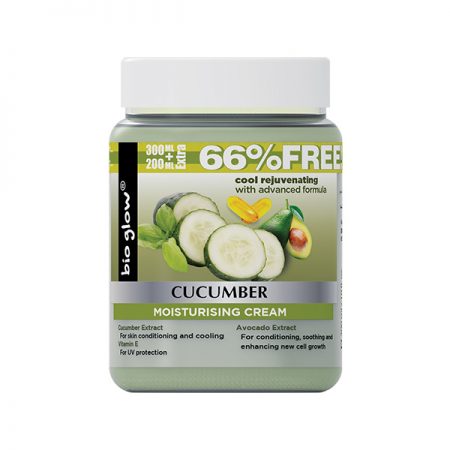 300ML
+
200ML
Extra
66%FREE
cool rejuvenating
with advanced formula
bio glow®
CUCUMBER
MOISTURISING CREAM
Cucumber Extract
For skin conditioning and cooling
Vitamin E
For UV protection
Avocado Extract
For conditioning, soothing and
enhancing new cell growth